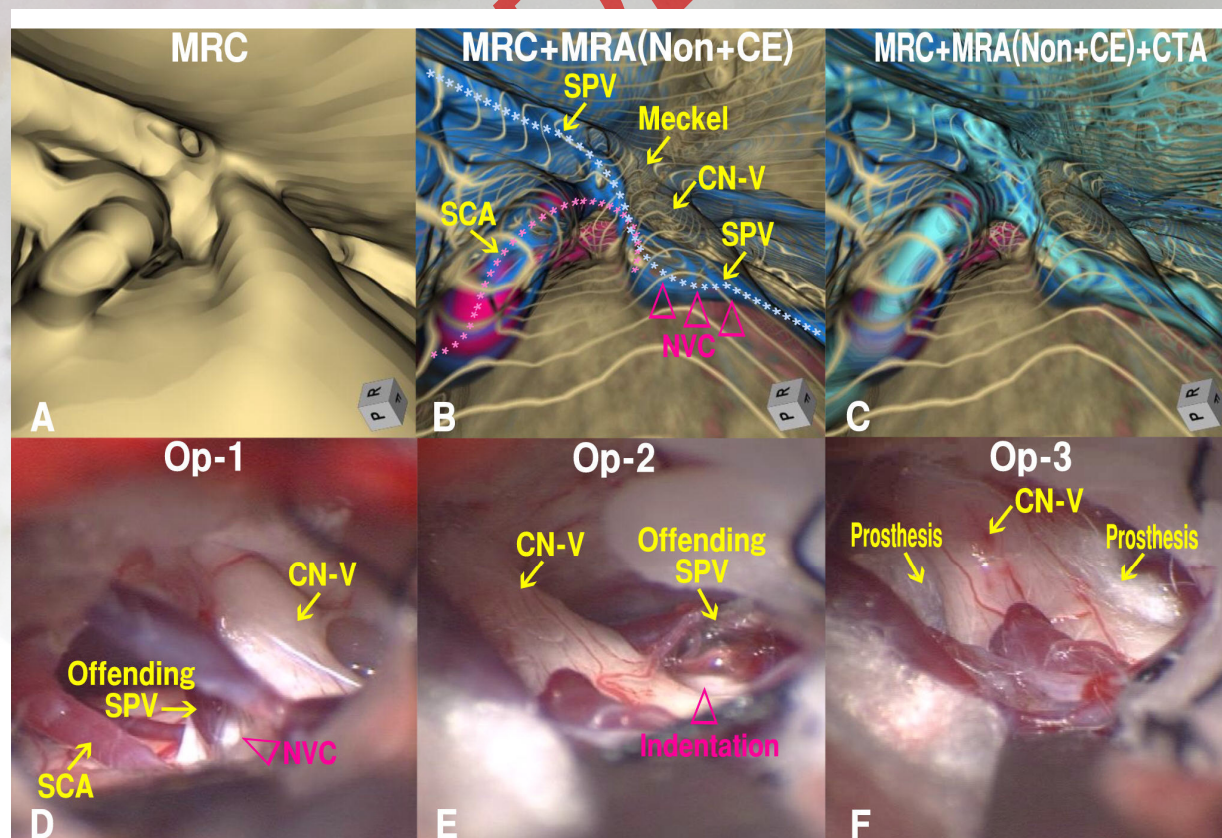 MRC
A
P R
MRC+MRA(Non+CE)
SPV
Meckel
CN-V
SCA
SPV
NVC
B
P R
MRC+MRA(Non+CE)+CTA
C
P R
Op-1
CN-V
Offending
SPV
NVC
SCA
D
Op-2
CN-V
Offending
SPV
Indentation
E
Op-3
CN-V
Prosthesis
Prosthesis
F